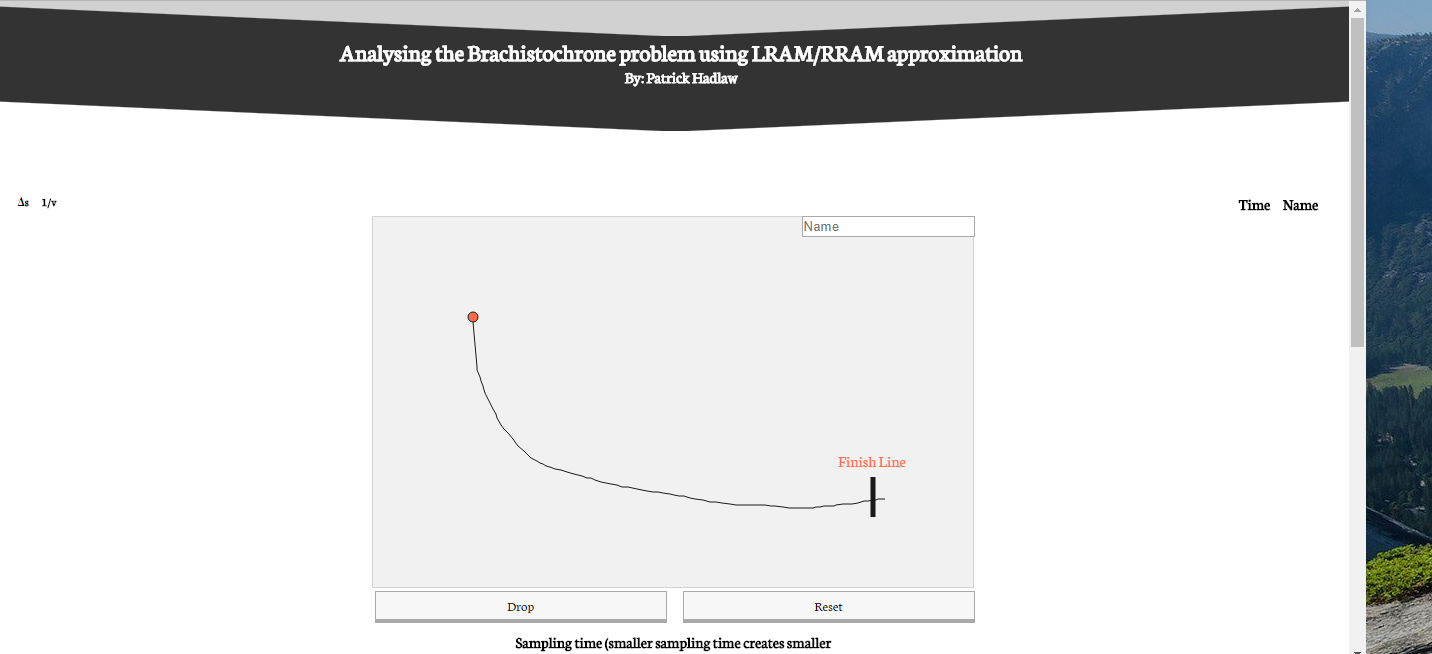 Analysing the Brachistochrone problem using LRAM/RRAM approximation
By: Patrick Hadlaw
Δs 1/v
Time Name
Name
Finish Line
Drop Reset
Sampling time (smaller sampling time creates smaller